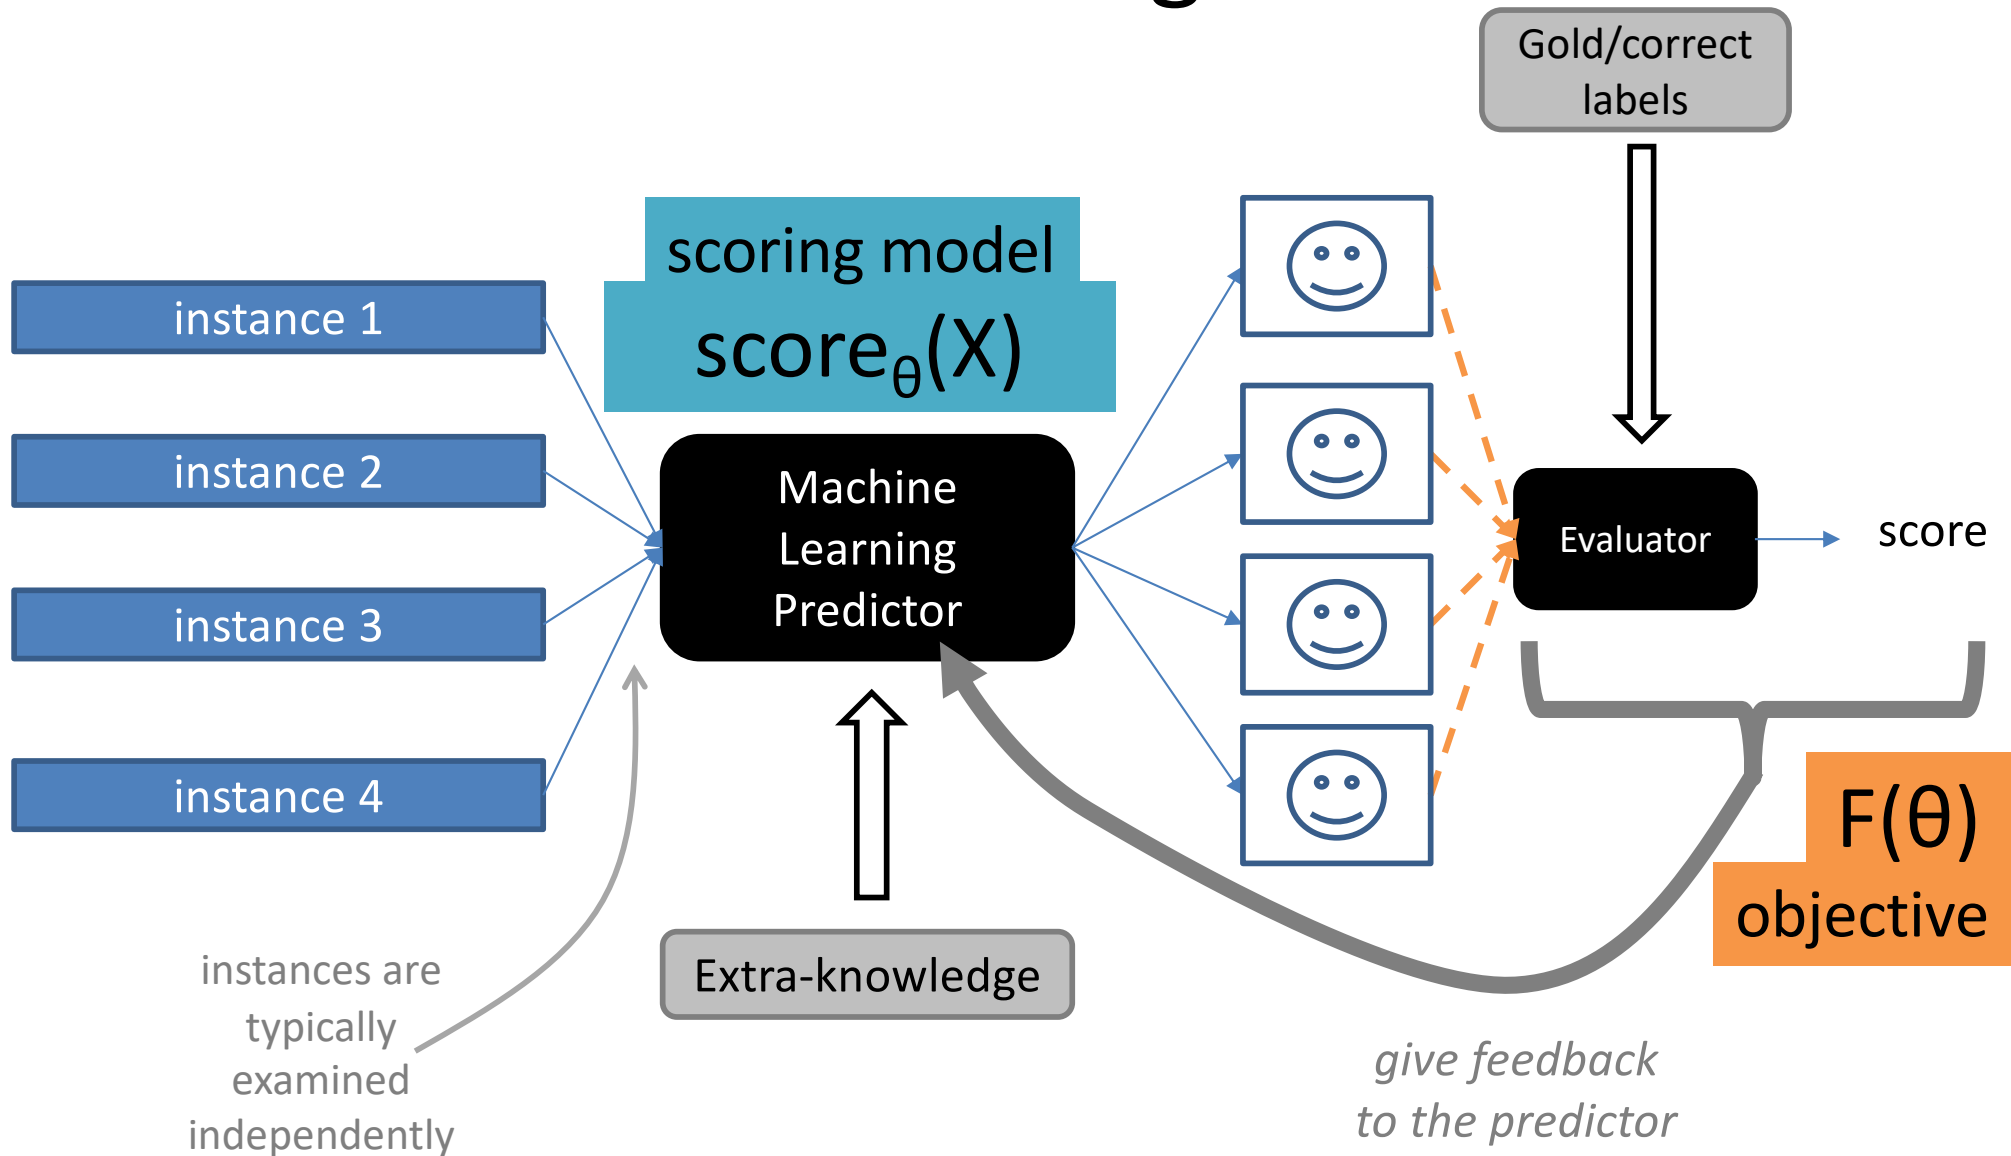 Gold/correct
labels
scoring model
scoreθ(X)
instance 1
instance 2
instance 3
instance 4
Machine
Learning
Predictor
Evaluator
score
F(θ)
objective
Extra-knowledge
instances are
typically
examined
independently
give feedback
to the predictor